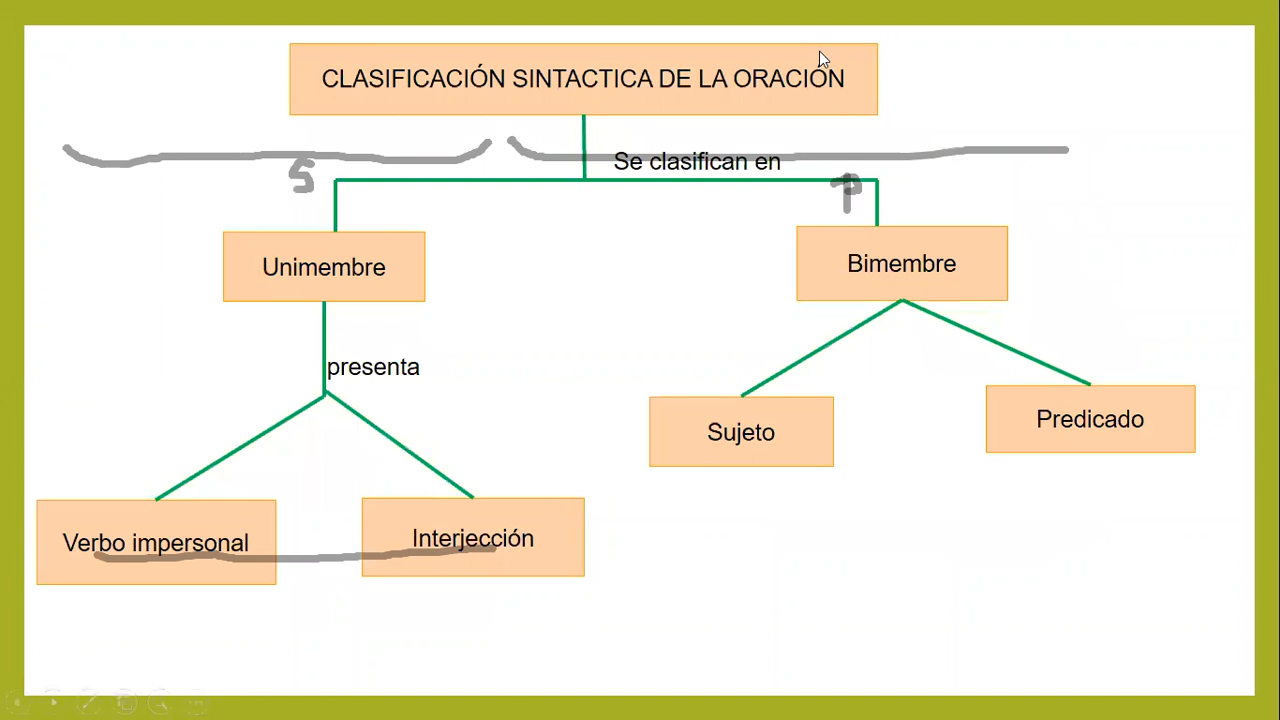 CLASIFICACIÓN SINTACTICA DE LA ORACIÓN
Se clasifican en
S
P
Unimembre
Bimembre
presenta
Sujeto
Predicado
Verbo impersonal
Interjección